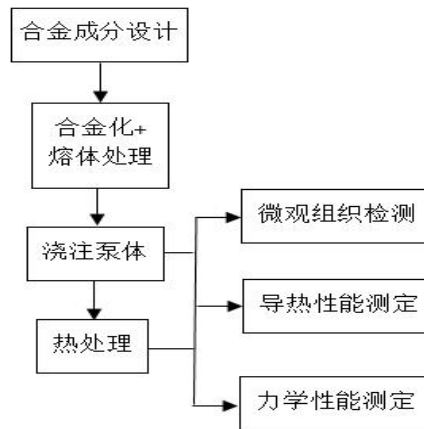 合金成分设计
合金化+
熔体处理
浇注泵体
热处理
微观组织检测
导热性能测定
力学性能测定